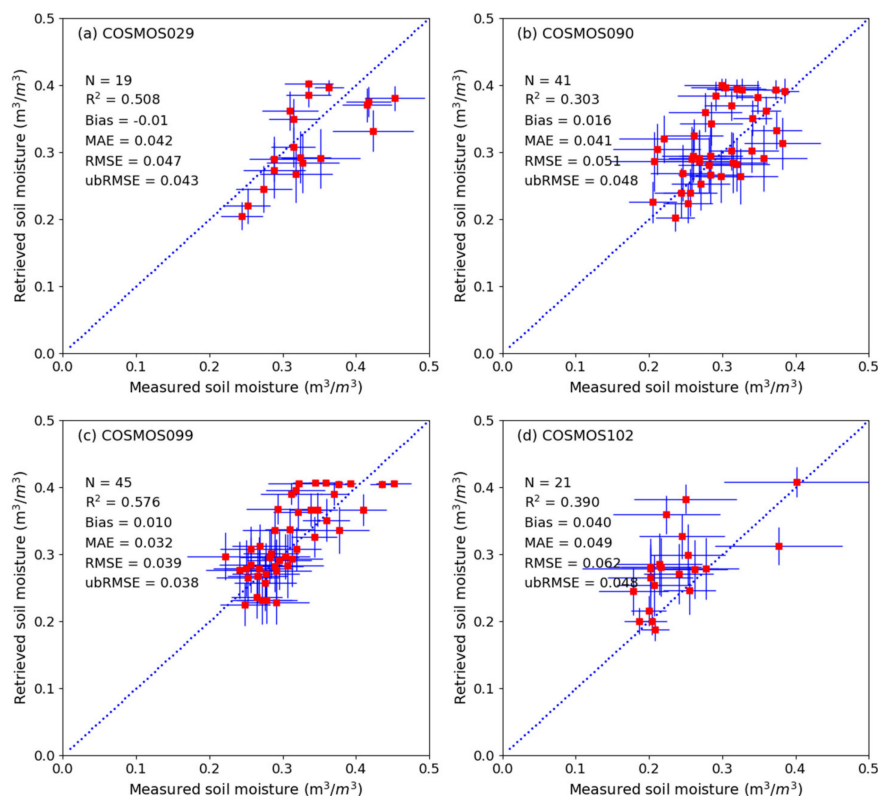 (a) COSMOS029
N = 19
R² = 0.508
Bias = -0.01
MAE = 0.042
RMSE = 0.047
ubRMSE = 0.043
Retrieved soil moisture (m³/m³)
0.5
0.4
0.3
0.2
0.1
0.0
0.0 0.1 0.2 0.3 0.4 0.5
Measured soil moisture (m³/m³)
(b) COSMOS090
N = 41
R² = 0.303
Bias = 0.016
MAE = 0.041
RMSE = 0.051
ubRMSE = 0.048
Retrieved soil moisture (m³/m³)
0.5
0.4
0.3
0.2
0.1
0.0
0.0 0.1 0.2 0.3 0.4 0.5
Measured soil moisture (m³/m³)
(c) COSMOS099
N = 45
R² = 0.576
Bias = 0.010
MAE = 0.032
RMSE = 0.039
ubRMSE = 0.038
Retrieved soil moisture (m³/m³)
0.5
0.4
0.3
0.2
0.1
0.0
0.0 0.1 0.2 0.3 0.4 0.5
Measured soil moisture (m³/m³)
(d) COSMOS102
N = 21
R² = 0.390
Bias = 0.040
MAE = 0.049
RMSE = 0.062
ubRMSE = 0.048
Retrieved soil moisture (m³/m³)
0.5
0.4
0.3
0.2
0.1
0.0
0.0 0.1 0.2 0.3 0.4 0.5
Measured soil moisture (m³/m³)